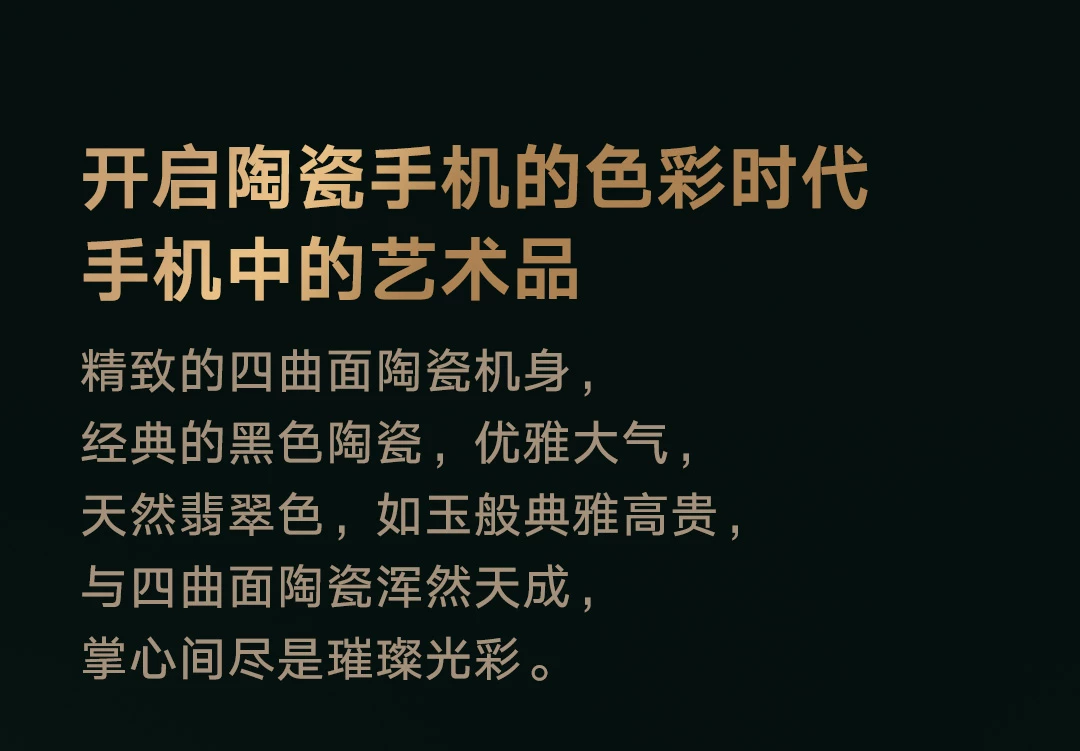 开启陶瓷手机的色彩时代
手机中的艺术品
精致的四曲面陶瓷机身，
经典的黑色陶瓷，优雅大气，
天然翡翠色，如玉般典雅高贵，
与四曲面陶瓷浑然天成，
掌心间尽是璀璨光彩。